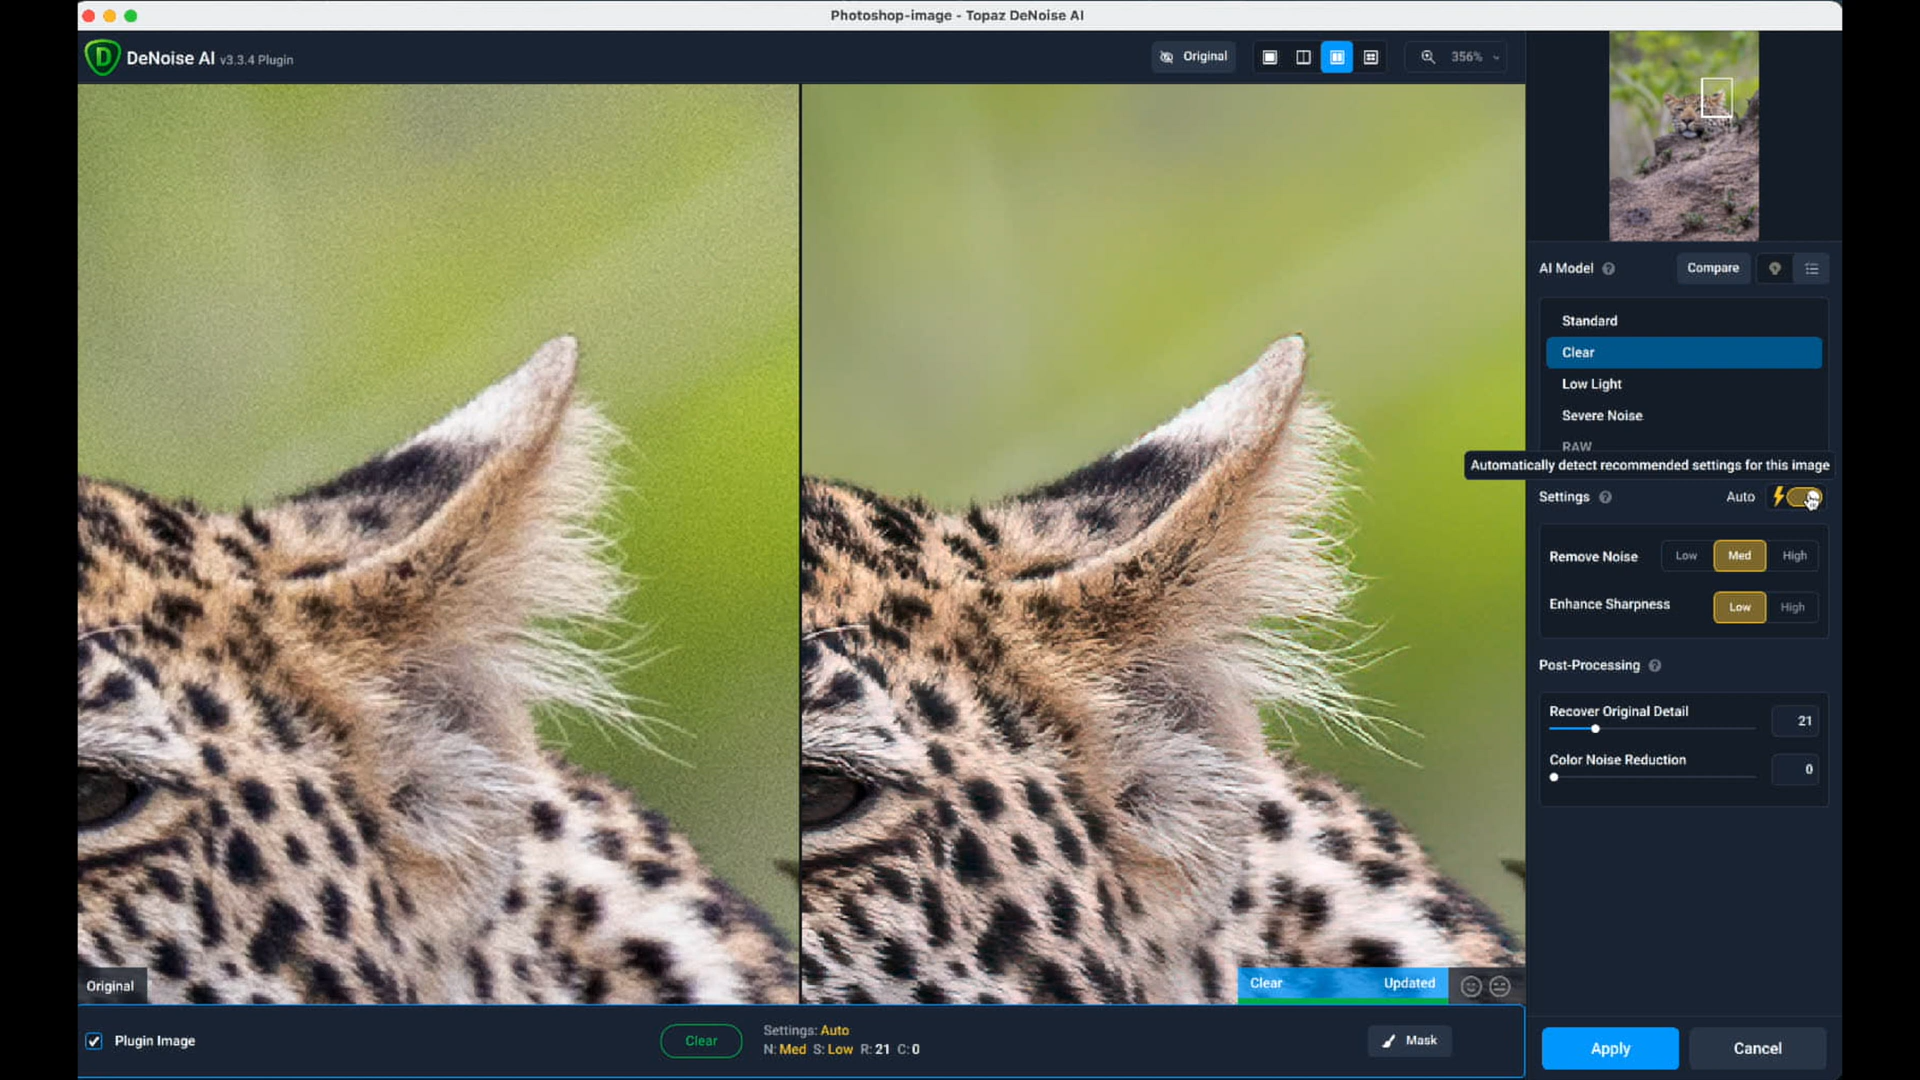 Photoshop-image - Topaz DeNoise AI
DeNoise AI v3.3.4 Plugin
Original
356%
AI Model
Compare
Standard
Clear
Low Light
Severe Noise
RAW
Automatically detect recommended settings for this image
Settings
Auto
Remove Noise
Low
Med
High
Enhance Sharpness
Low
High
Post-Processing
Recover Original Detail
21
Color Noise Reduction
0
Original
Clear
Updated
Plugin Image
Clear
Settings: Auto
N: Med S: Low R: 21 C: 0
Mask
Apply
Cancel